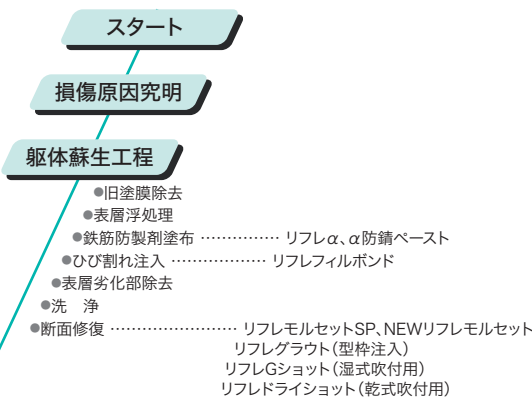 スタート
損傷原因究明
躯体蘇生工程
●旧塗膜除去
●表層浮処理
●鉄筋防製剤塗布 …………… リフレα、α防錆ペースト
●ひび割れ注入 ……………… リフレフィルボンド
●表層劣化部除去
●洗　浄
●断面修復 …………………… リフレモルセットSP、NEWリフレモルセット
リフレグラウト（型枠注入）
リフレGショット（湿式吹付用）
リフレドライショット（乾式吹付用）